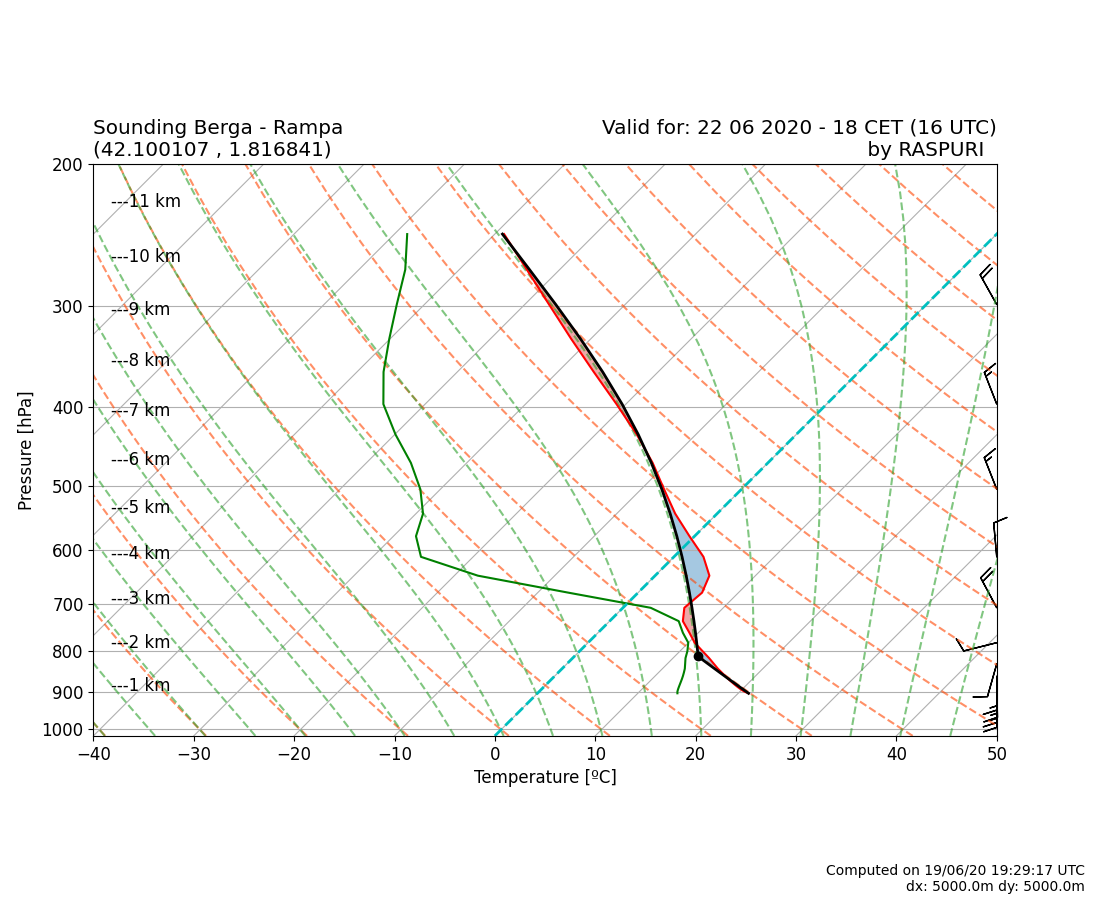 Sounding Berga - Rampa
(42.100107 , 1.816841)
Valid for: 22 06 2020 - 18 CET (16 UTC)
by RASPURI
200
300
400
500
600
700
800
900
1000
Pressure [hPa]
---11 km
---10 km
---9 km
---8 km
---7 km
---6 km
---5 km
---4 km
---3 km
---2 km
---1 km
−40 −30 −20 −10 0 10 20 30 40 50
Temperature [ºC]
Computed on 19/06/20 19:29:17 UTC
dx: 5000.0m dy: 5000.0m